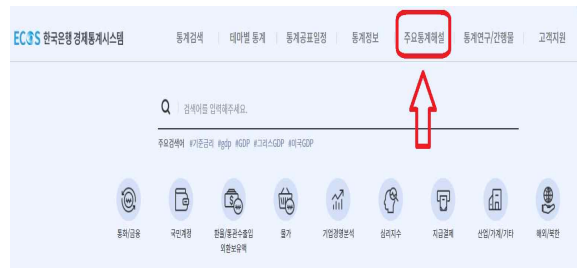 ECOS 한국은행 경제통계시스템 통계검색 테마별 통계 통계공표일정 통계정보 주요통계해설 통계연구/간행물 고객지원
검색어를 입력해주세요.
주요검색어 #기준금리 #gdp #GDP #그리스GDP #미국GDP
통화/금융 국민계정 환율/통관수출입 물가 기업경영분석 심리지수 지급결제 산업/가계/기타 해외/북한
외환보유액